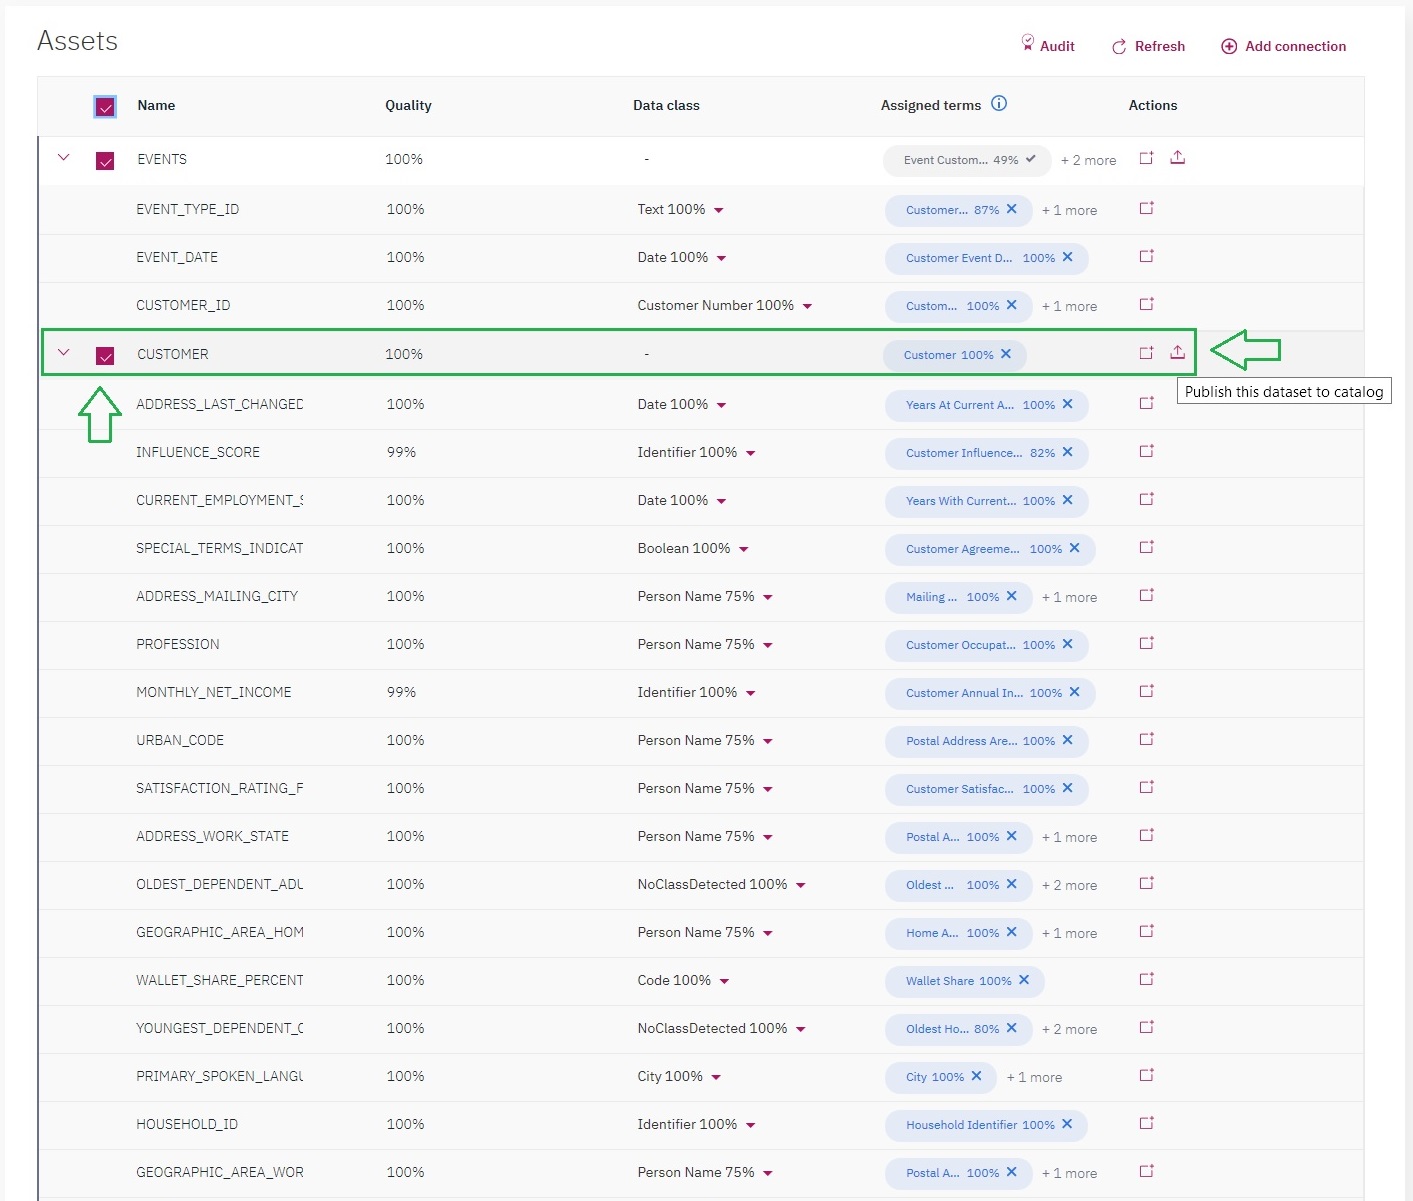 Assets
Audit Refresh Add connection
Name Quality Data class Assigned terms Actions
EVENTS 100% - Event Custom... 49% + 2 more
EVENT_TYPE_ID 100% Text 100% Customer... 87% + 1 more
EVENT_DATE 100% Date 100% Customer Event D... 100%
CUSTOMER_ID 100% Customer Number 100% Custom... 100% + 1 more
CUSTOMER 100% - Customer 100%
Publish this dataset to catalog
ADDRESS_LAST_CHANGED 100% Date 100% Years At Current A... 100%
INFLUENCE_SCORE 99% Identifier 100% Customer Influence... 82%
CURRENT_EMPLOYMENT_S 100% Date 100% Years With Current... 100%
SPECIAL_TERMS_INDICAT 100% Boolean 100% Customer Agreeme... 100%
ADDRESS_MAILING_CITY 100% Person Name 75% Mailing ... 100% + 1 more
PROFESSION 100% Person Name 75% Customer Occupat... 100%
MONTHLY_NET_INCOME 99% Identifier 100% Customer Annual In... 100%
URBAN_CODE 100% Person Name 75% Postal Address Are... 100%
SATISFACTION_RATING_F 100% Person Name 75% Customer Satisfac... 100%
ADDRESS_WORK_STATE 100% Person Name 75% Postal A... 100% + 1 more
OLDEST_DEPENDENT_ADU 100% NoClassDetected 100% Oldest ... 100% + 2 more
GEOGRAPHIC_AREA_HOM 100% Person Name 75% Home A... 100% + 1 more
WALLET_SHARE_PERCENT 100% Code 100% Wallet Share 100%
YOUNGEST_DEPENDENT_C 100% NoClassDetected 100% Oldest Ho... 80% + 2 more
PRIMARY_SPOKEN_LANGU 100% City 100% City 100% + 1 more
HOUSEHOLD_ID 100% Identifier 100% Household Identifier 100%
GEOGRAPHIC_AREA_WOR 100% Person Name 75% Postal A... 100% + 1 more